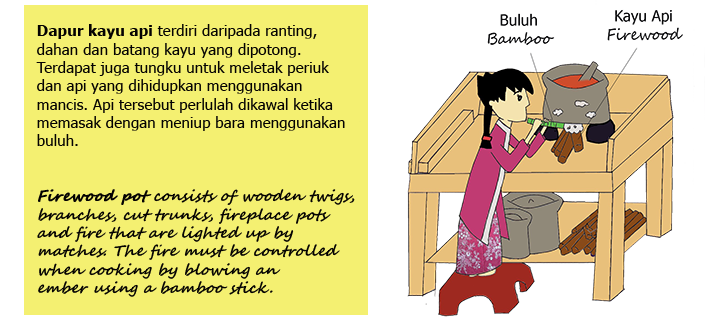 Dapur kayu api terdiri daripada ranting,
dahan dan batang kayu yang dipotong.
Terdapat juga tungku untuk meletak periuk
dan api yang dihidupkan menggunakan
mancis. Api tersebut perlulah dikawal ketika
memasak dengan meniup bara menggunakan
buluh.
Firewood pot consists of wooden twigs,
branches, cut trunks, fireplace pots
and fire that are lighted up by
matches. The fire must be controlled
when cooking by blowing an
ember using a bamboo stick.
Buluh
Bamboo
Kayu Api
Firewood